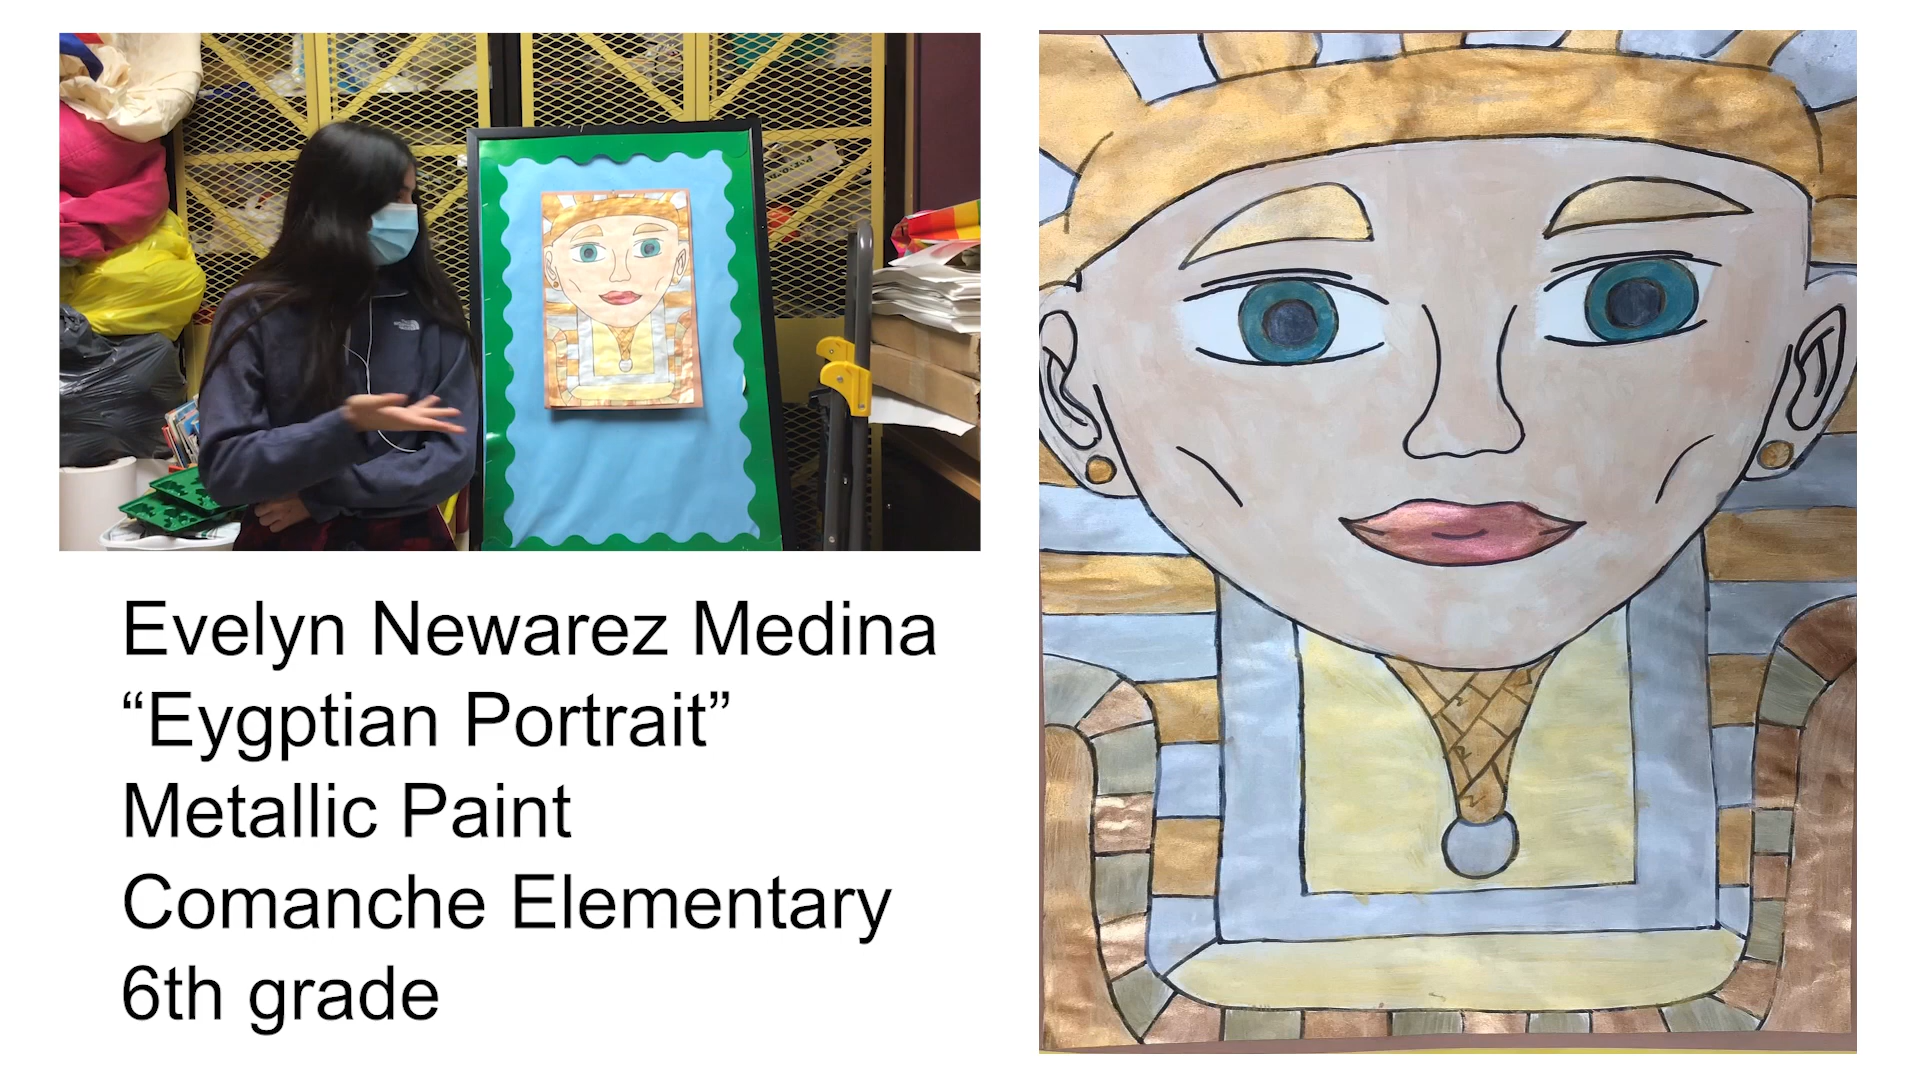 Evelyn Newarez Medina
“Eygptian Portrait”
Metallic Paint
Comanche Elementary
6th grade